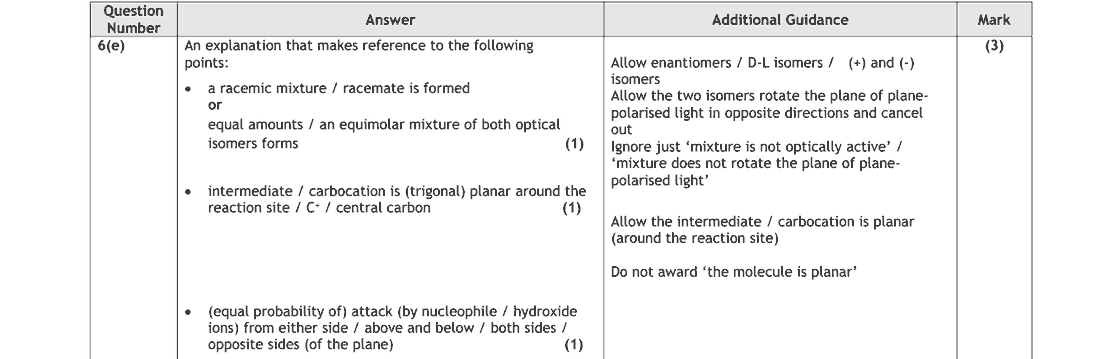 Question Number
Answer
Additional Guidance
Mark
6(e)
An explanation that makes reference to the following
points:
• a racemic mixture / racemate is formed
or
equal amounts / an equimolar mixture of both optical
isomers forms (1)
• intermediate / carbocation is (trigonal) planar around the
reaction site / C⁺ / central carbon (1)
• (equal probability of) attack (by nucleophile / hydroxide
ions) from either side / above and below / both sides /
opposite sides (of the plane) (1)
Allow enantiomers / D-L isomers / (+) and (-)
isomers
Allow the two isomers rotate the plane of plane-
polarised light in opposite directions and cancel
out
Ignore just ‘mixture is not optically active’ /
‘mixture does not rotate the plane of plane-
polarised light’
Allow the intermediate / carbocation is planar
(around the reaction site)
Do not award ‘the molecule is planar’
(3)